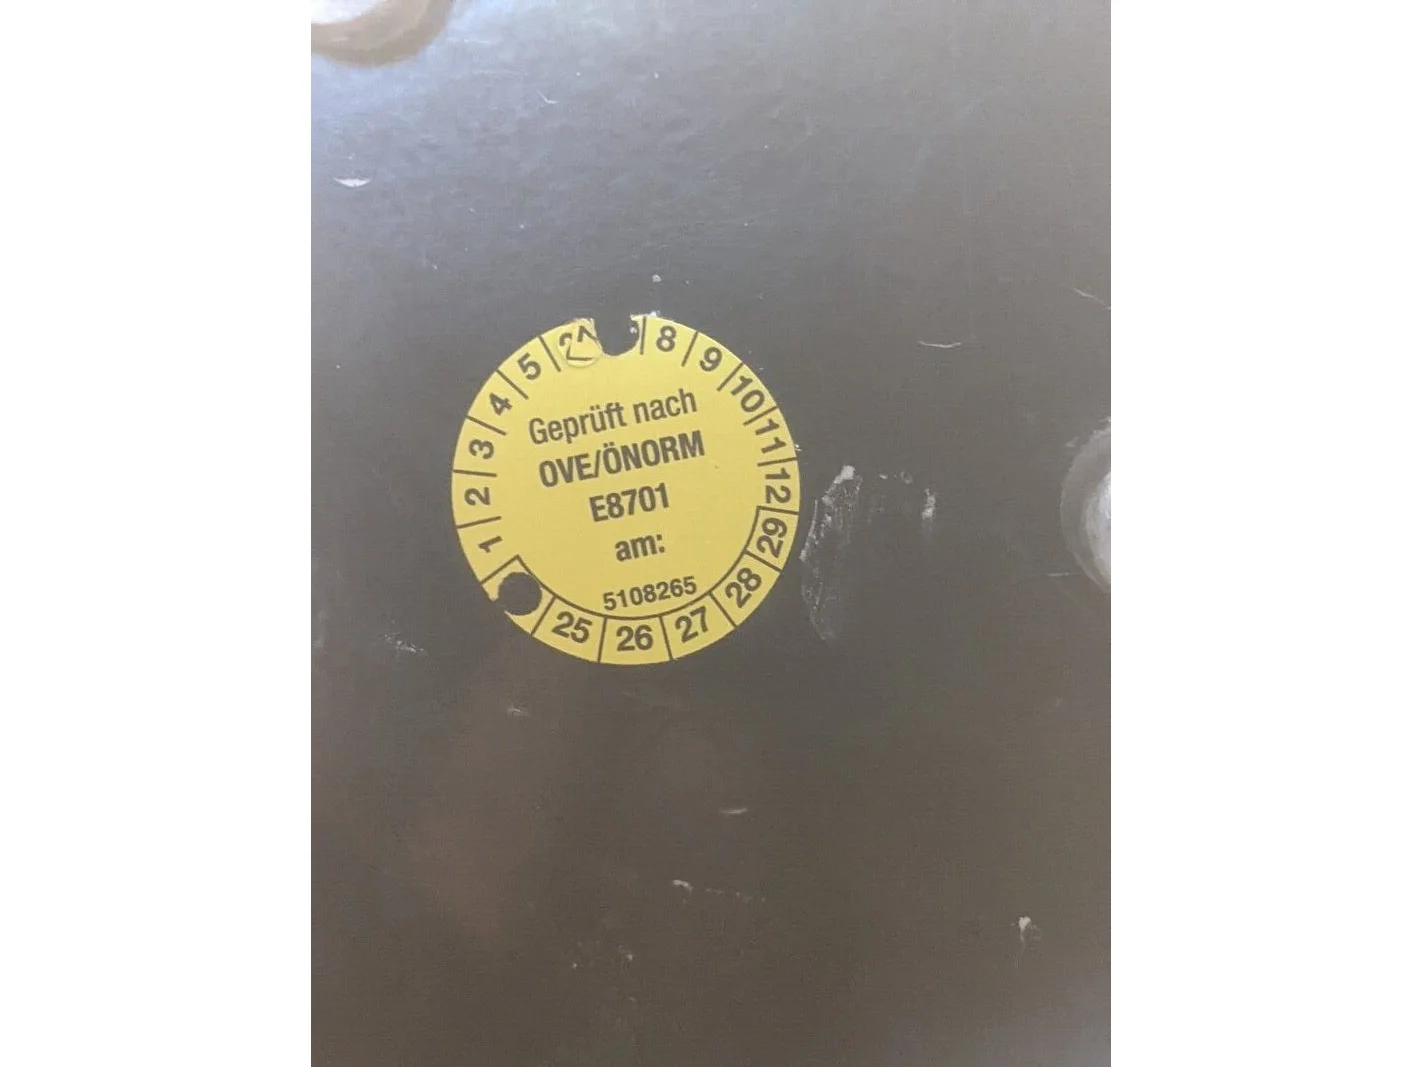 Geprüft nach
OVE/ÖNORM
E8701
am:
5108265
1 2 3 4 5 8 9 10 11 12
25 26 27 28 29